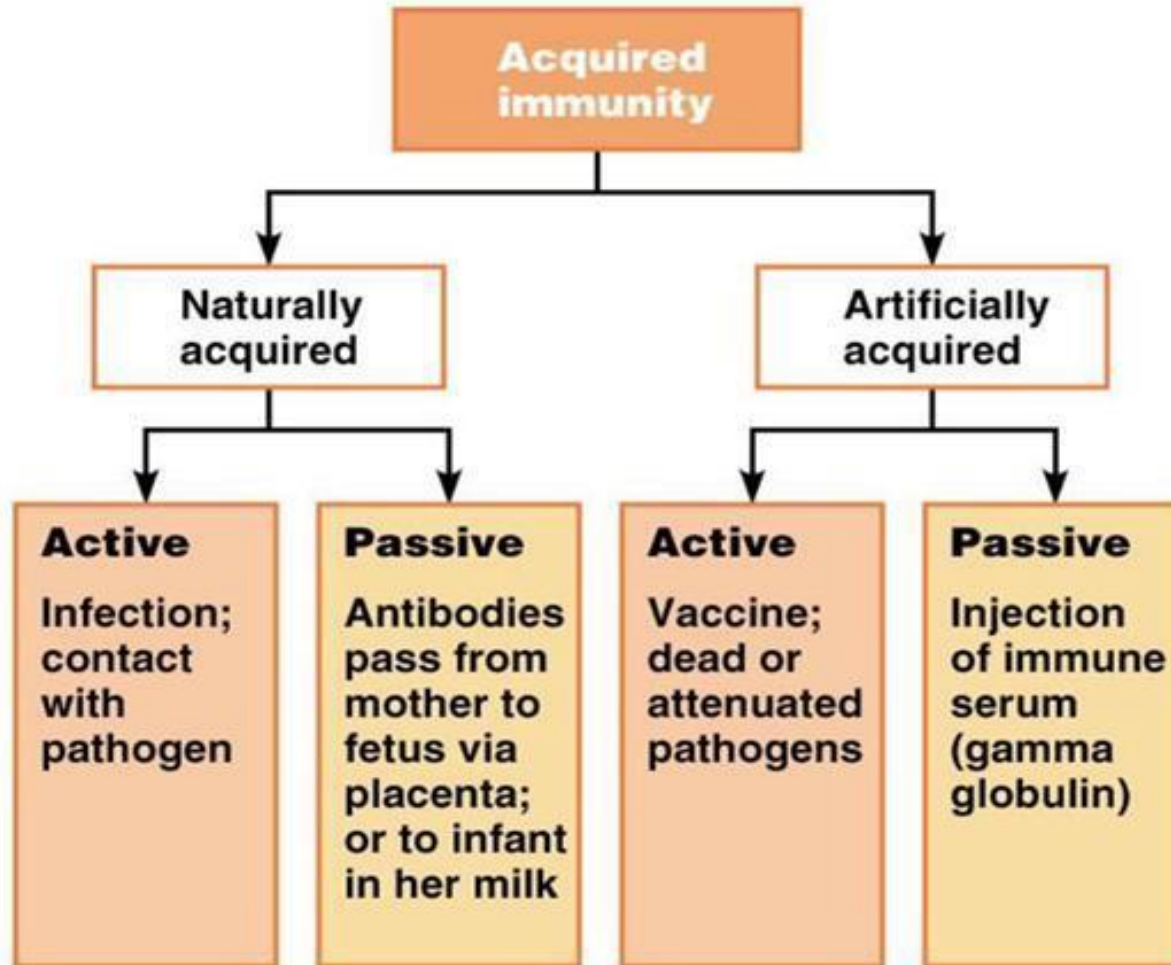 Acquired
immunity
Naturally
acquired
Artificially
acquired
Active
Infection;
contact
with
pathogen
Passive
Antibodies
pass from
mother to
fetus via
placenta;
or to infant
in her milk
Active
Vaccine;
dead or
attenuated
pathogens
Passive
Injection
of immune
serum
(gamma
globulin)